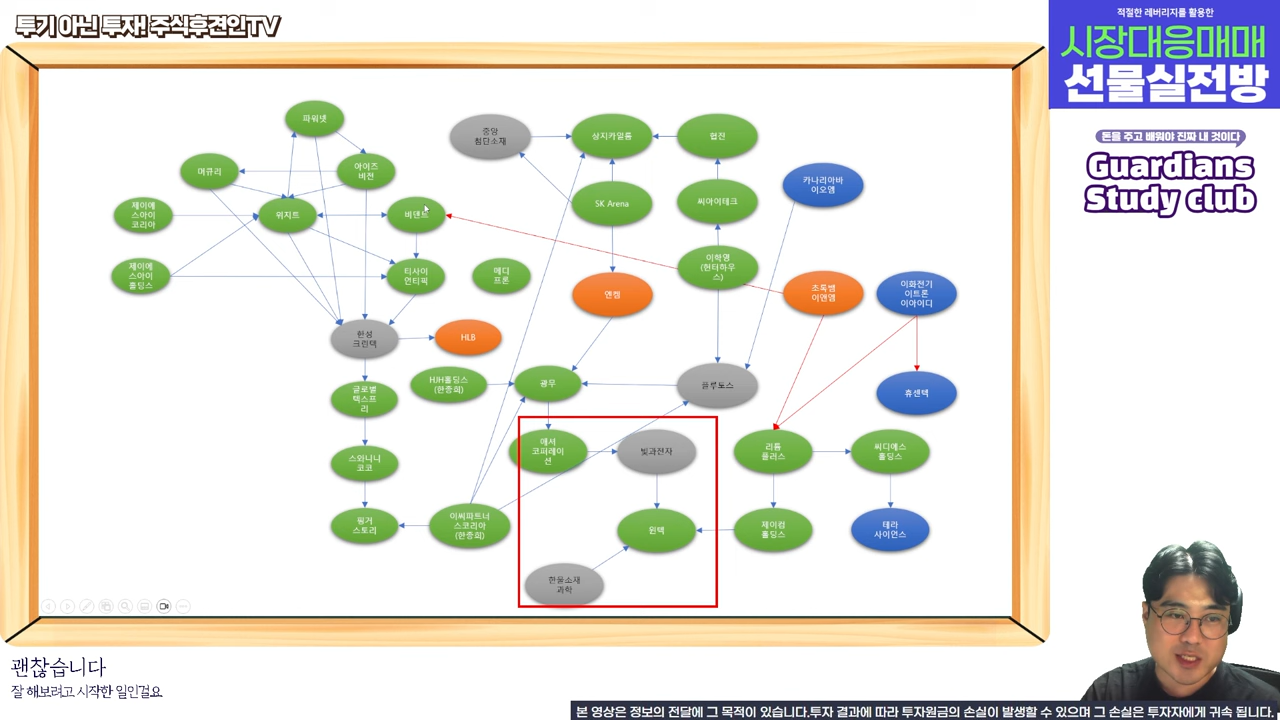 투기 아닌 투재! 주식후견인TV
적절한 레버리지를 활용한
시장대응매매
선물실전방
돈을 주고 배워야 진짜 내 것이다
Guardians
Study club
파워넷
머큐리
아이즈
비전
제이에
스아이
코리아
위지트
비덴트
제이에
스아이
홀딩스
티사이
언티픽
메디
프론
한성
크린텍
HLB
글로벌
텍스프
리
스와니니
코코
핑거
스토리
중앙
첨단소재
상지카일룸
협진
SK Arena
씨아이테크
카나리아바
이오엠
이학영
(헌터하우
스)
엔켐
초록뱀
이앤엠
이화전기
이트론
이아이디
HJH홀딩스
(한종희)
광무
플루토스
휴센텍
애셔
코퍼레이
션
빛과전자
리튬
플러스
씨디에스
홀딩스
이씨파트너
스코리아
(한종희)
윈텍
제이컴
홀딩스
테라
사이언스
한울소재
과학
괜찮습니다
잘 해보려고 시작한 일인걸요
본 영상은 정보의 전달에 그 목적이 있습니다.투자 결과에 따라 투자원금의 손실이 발생할 수 있으며 그 손실은 투자자에게 귀속 됩니다.